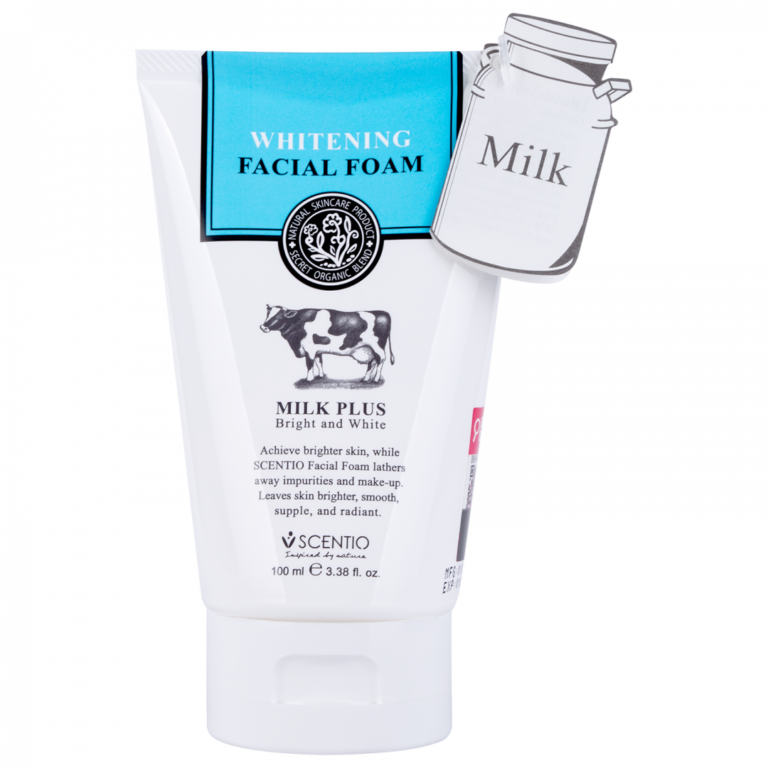 WHITENING
FACIAL FOAM
NATURAL SKINCARE PRODUCT
SECRET ORGANIC BLEND
Milk
MILK PLUS
Bright and White
Achieve brighter skin, while
SCENTIO Facial Foam lathers
away impurities and make-up.
Leaves skin brighter, smooth,
supple, and radiant.
SCENTIO
Inspired by nature
100 ml ℮ 3.38 fl. oz.
MFG
EXP